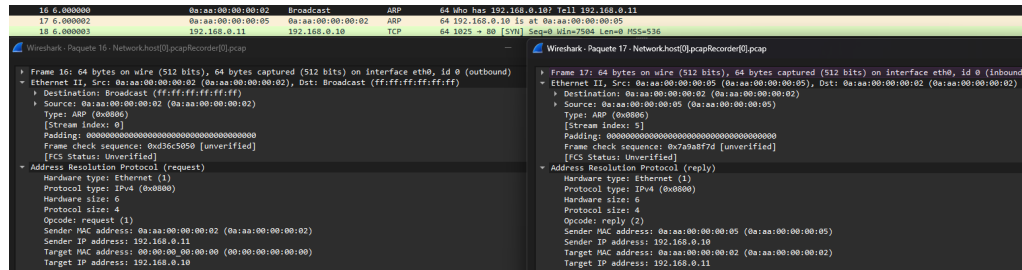 16 6.000000 0a:aa:00:00:00:02 Broadcast ARP 64 Who has 192.168.0.10? Tell 192.168.0.11
17 6.000002 0a:aa:00:00:00:05 0a:aa:00:00:00:02 ARP 64 192.168.0.10 is at 0a:aa:00:00:00:05
18 6.000003 192.168.0.11 192.168.0.10 TCP 64 1025 → 80 [SYN] Seq=0 Win=7504 Len=0 MSS=536
Wireshark · Paquete 16 · Network.host[0].pcapRecorder[0].pcap
Frame 16: 64 bytes on wire (512 bits), 64 bytes captured (512 bits) on interface eth0, id 0 (outbound)
Ethernet II, Src: 0a:aa:00:00:00:02 (0a:aa:00:00:00:02), Dst: Broadcast (ff:ff:ff:ff:ff:ff)
Destination: Broadcast (ff:ff:ff:ff:ff:ff)
Source: 0a:aa:00:00:00:02 (0a:aa:00:00:00:02)
Type: ARP (0x0806)
[Stream index: 0]
Padding: 000000000000000000000000000000000000
Frame check sequence: 0xd36c5050 [unverified]
[FCS Status: Unverified]
Address Resolution Protocol (request)
Hardware type: Ethernet (1)
Protocol type: IPv4 (0x0800)
Hardware size: 6
Protocol size: 4
Opcode: request (1)
Sender MAC address: 0a:aa:00:00:00:02 (0a:aa:00:00:00:02)
Sender IP address: 192.168.0.11
Target MAC address: 00:00:00_00:00:00 (00:00:00:00:00:00)
Target IP address: 192.168.0.10
Wireshark · Paquete 17 · Network.host[0].pcapRecorder[0].pcap
Frame 17: 64 bytes on wire (512 bits), 64 bytes captured (512 bits) on interface eth0, id 0 (inbound
Ethernet II, Src: 0a:aa:00:00:00:05 (0a:aa:00:00:00:05), Dst: 0a:aa:00:00:00:02 (0a:aa:00:00:00:02)
Destination: 0a:aa:00:00:00:02 (0a:aa:00:00:00:02)
Source: 0a:aa:00:00:00:05 (0a:aa:00:00:00:05)
Type: ARP (0x0806)
[Stream index: 5]
Padding: 000000000000000000000000000000000000
Frame check sequence: 0x7a9a8f7d [unverified]
[FCS Status: Unverified]
Address Resolution Protocol (reply)
Hardware type: Ethernet (1)
Protocol type: IPv4 (0x0800)
Hardware size: 6
Protocol size: 4
Opcode: reply (2)
Sender MAC address: 0a:aa:00:00:00:05 (0a:aa:00:00:00:05)
Sender IP address: 192.168.0.10
Target MAC address: 0a:aa:00:00:00:02 (0a:aa:00:00:00:02)
Target IP address: 192.168.0.11